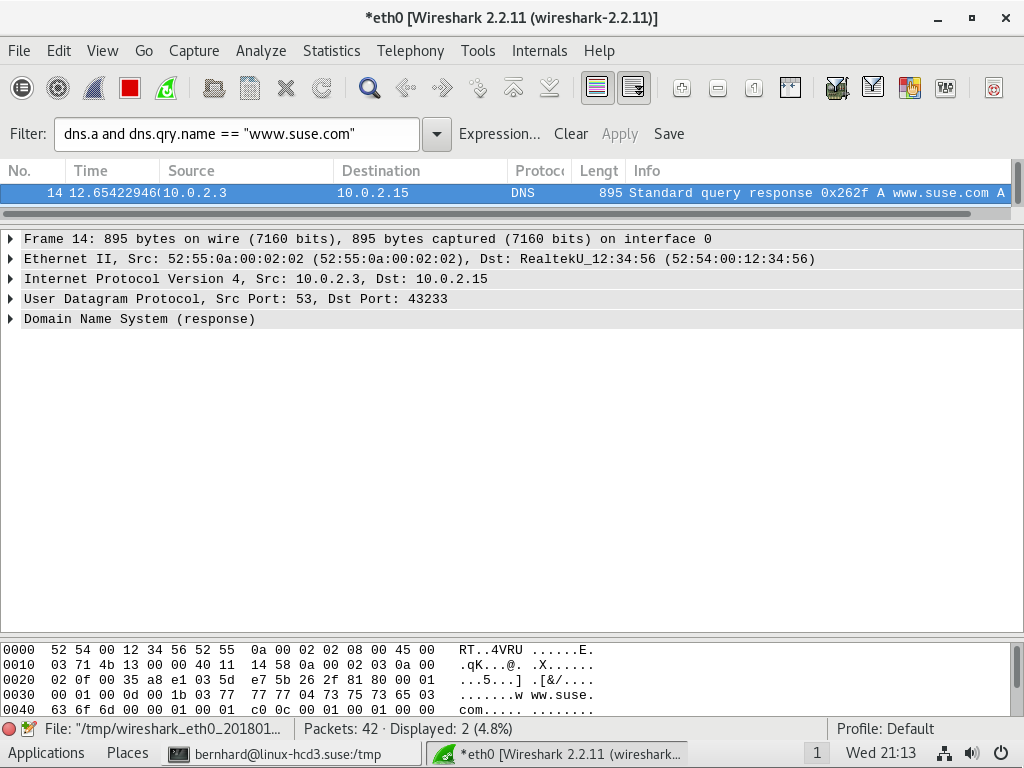 *eth0 [Wireshark 2.2.11 (wireshark-2.2.11)]
File Edit View Go Capture Analyze Statistics Telephony Tools Internals Help
Filter: dns.a and dns.qry.name == "www.suse.com" Expression... Clear Apply Save
No. Time Source Destination Protoc Lengt Info
14 12.65422946( 10.0.2.3 10.0.2.15 DNS 895 Standard query response 0x262f A www.suse.com A
Frame 14: 895 bytes on wire (7160 bits), 895 bytes captured (7160 bits) on interface 0
Ethernet II, Src: 52:55:0a:00:02:02 (52:55:0a:00:02:02), Dst: RealtekU_12:34:56 (52:54:00:12:34:56)
Internet Protocol Version 4, Src: 10.0.2.3, Dst: 10.0.2.15
User Datagram Protocol, Src Port: 53, Dst Port: 43233
Domain Name System (response)
0000 52 54 00 12 34 56 52 55 0a 00 02 02 08 00 45 00 RT..4VRU ......E.
0010 03 71 4b 13 00 00 40 11 14 58 0a 00 02 03 0a 00 .qK...@. .X......
0020 02 0f 00 35 a8 e1 03 5d e7 5b 26 2f 81 80 00 01 ...5...] .[&/....
0030 00 01 00 0d 00 1b 03 77 77 77 04 73 75 73 65 03 .......w ww.suse.
0040 63 6f 6d 00 00 01 00 01 c0 0c 00 01 00 01 00 00 com..... ........
File: "/tmp/wireshark_eth0_201801... Packets: 42 · Displayed: 2 (4.8%) Profile: Default
Applications Places bernhard@linux-hcd3.suse:/tmp *eth0 [Wireshark 2.2.11 (wireshark... 1 Wed 21:13